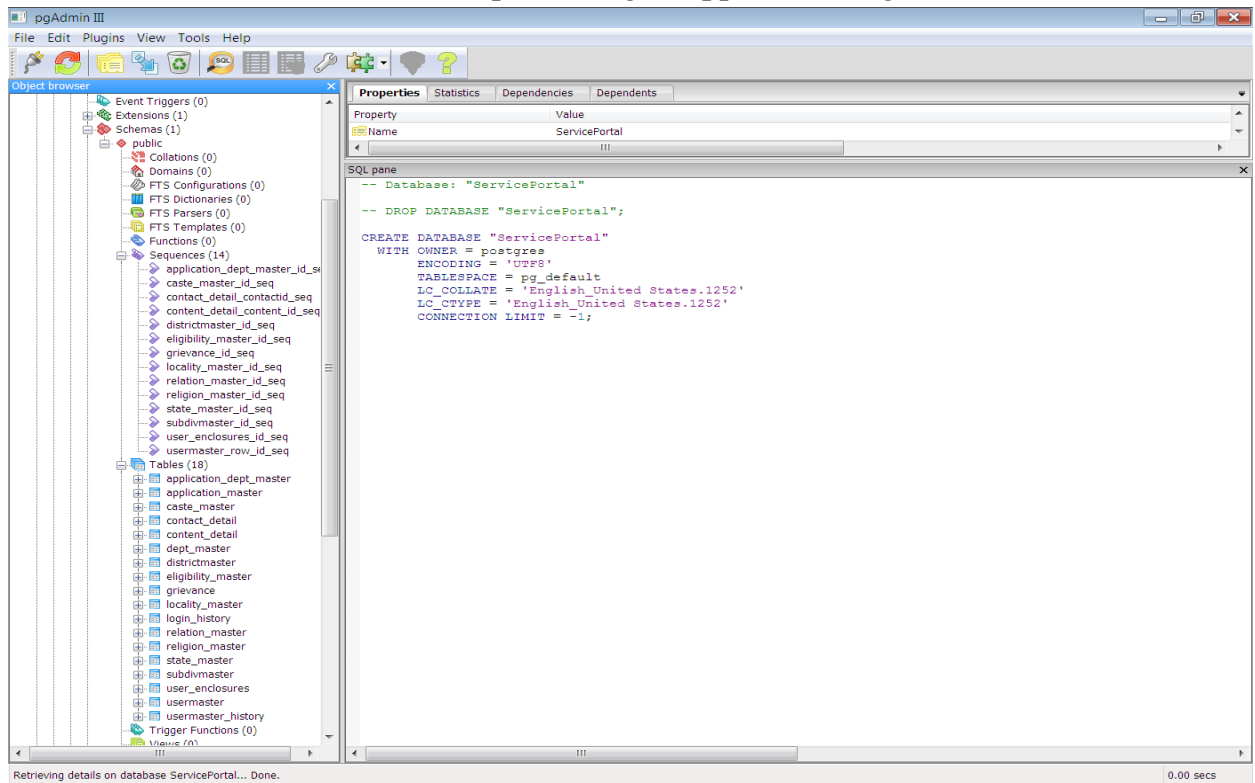 pgAdmin III
File Edit Plugins View Tools Help
SQL
Object browser
Event Triggers (0)
Extensions (1)
Schemas (1)
public
Collations (0)
Domains (0)
FTS Configurations (0)
FTS Dictionaries (0)
FTS Parsers (0)
FTS Templates (0)
Functions (0)
Sequences (14)
application_dept_master_id_se
caste_master_id_seq
contact_detail_contactid_seq
content_detail_content_id_seq
districtmaster_id_seq
eligibility_master_id_seq
grievance_id_seq
locality_master_id_seq
relation_master_id_seq
religion_master_id_seq
state_master_id_seq
subdivmaster_id_seq
user_enclosures_id_seq
usermaster_row_id_seq
Tables (18)
application_dept_master
application_master
caste_master
contact_detail
content_detail
dept_master
districtmaster
eligibility_master
grievance
locality_master
login_history
relation_master
religion_master
state_master
subdivmaster
user_enclosures
usermaster
usermaster_history
Trigger Functions (0)
Views (0)
Properties Statistics Dependencies Dependents
Property Value
Name ServicePortal
SQL pane
-- Database: "ServicePortal"
-- DROP DATABASE "ServicePortal";
CREATE DATABASE "ServicePortal"
WITH OWNER = postgres
ENCODING = 'UTF8'
TABLESPACE = pg_default
LC_COLLATE = 'English_United States.1252'
LC_CTYPE = 'English_United States.1252'
CONNECTION LIMIT = -1;
Retrieving details on database ServicePortal... Done.
0.00 secs